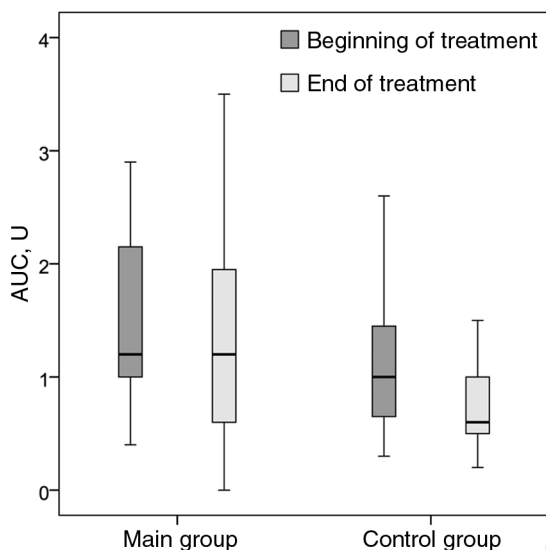 4
Beginning of treatment
End of treatment
3
2
1
0
AUC, U
Main group
Control group